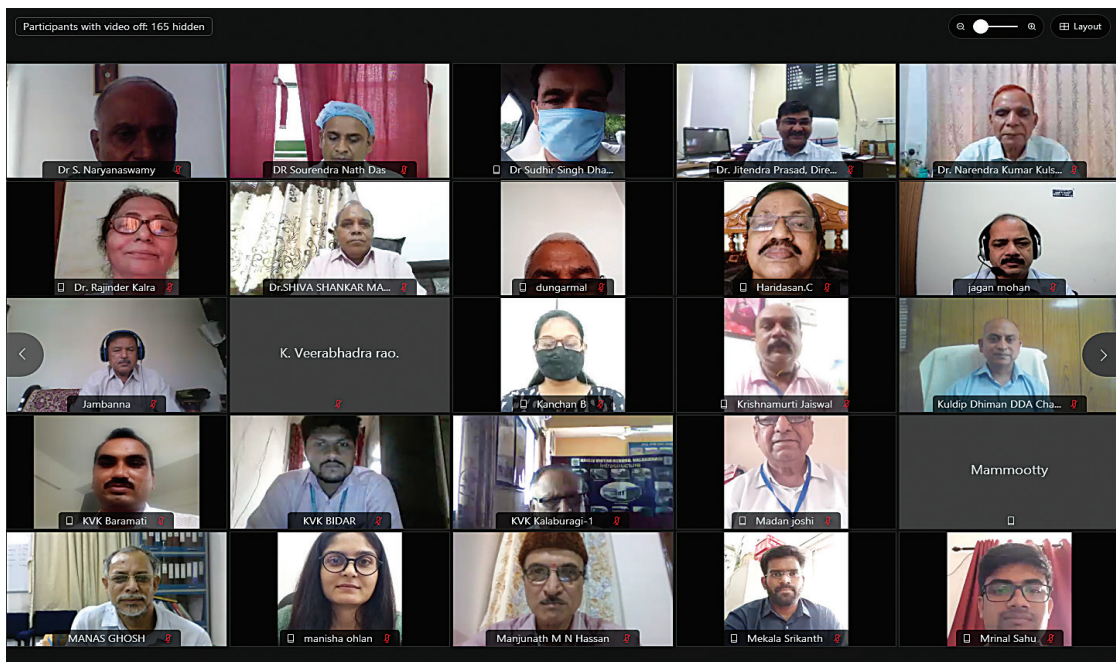 Participants with video off: 165 hidden
Layout
Dr S. Naryanaswamy
DR Sourendra Nath Das
Dr Sudhir Singh Dha...
Dr. Jitendra Prasad, Dire...
Dr. Narendra Kumar Kuls...
Dr. Rajinder Kalra
Dr.SHIVA SHANKAR MA...
dungarmal
Haridasan.C
jagan mohan
Jambanna
K. Veerabhadra rao.
Kanchan B
Krishnamurti Jaiswal
Kuldip Dhiman DDA Cha...
KVK Baramati
KVK BIDAR
KVK Kalaburagi-1
Madan joshi
Mammootty
MANAS GHOSH
manisha ohlan
Manjunath M N Hassan
Mekala Srikanth
Mrinal Sahu